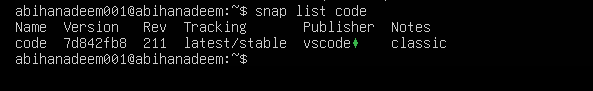 abihanadeem001@abihanadeem:~$ snap list code
Name  Version   Rev  Tracking       Publisher  Notes
code  7d842fb8  211  latest/stable  vscode♦    classic
abihanadeem001@abihanadeem:~$